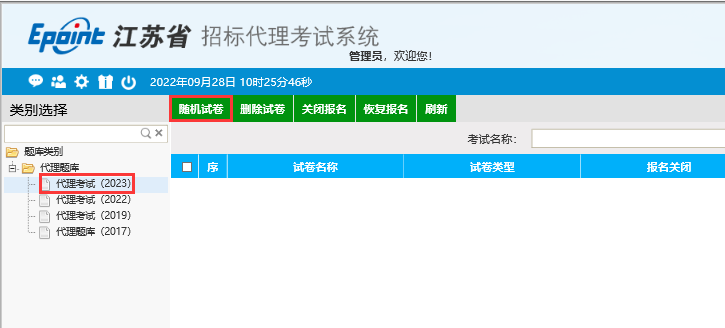 Epoint 江苏省 招标代理考试系统
管理员，欢迎您！
2022年09月28日 10时25分46秒
类别选择
随机试卷 删除试卷 关闭报名 恢复报名 刷新
考试名称：
题库类别
代理题库
代理考试（2023）
代理考试（2022）
代理考试（2019）
代理题库（2017）
序 试卷名称 试卷类型 报名关闭